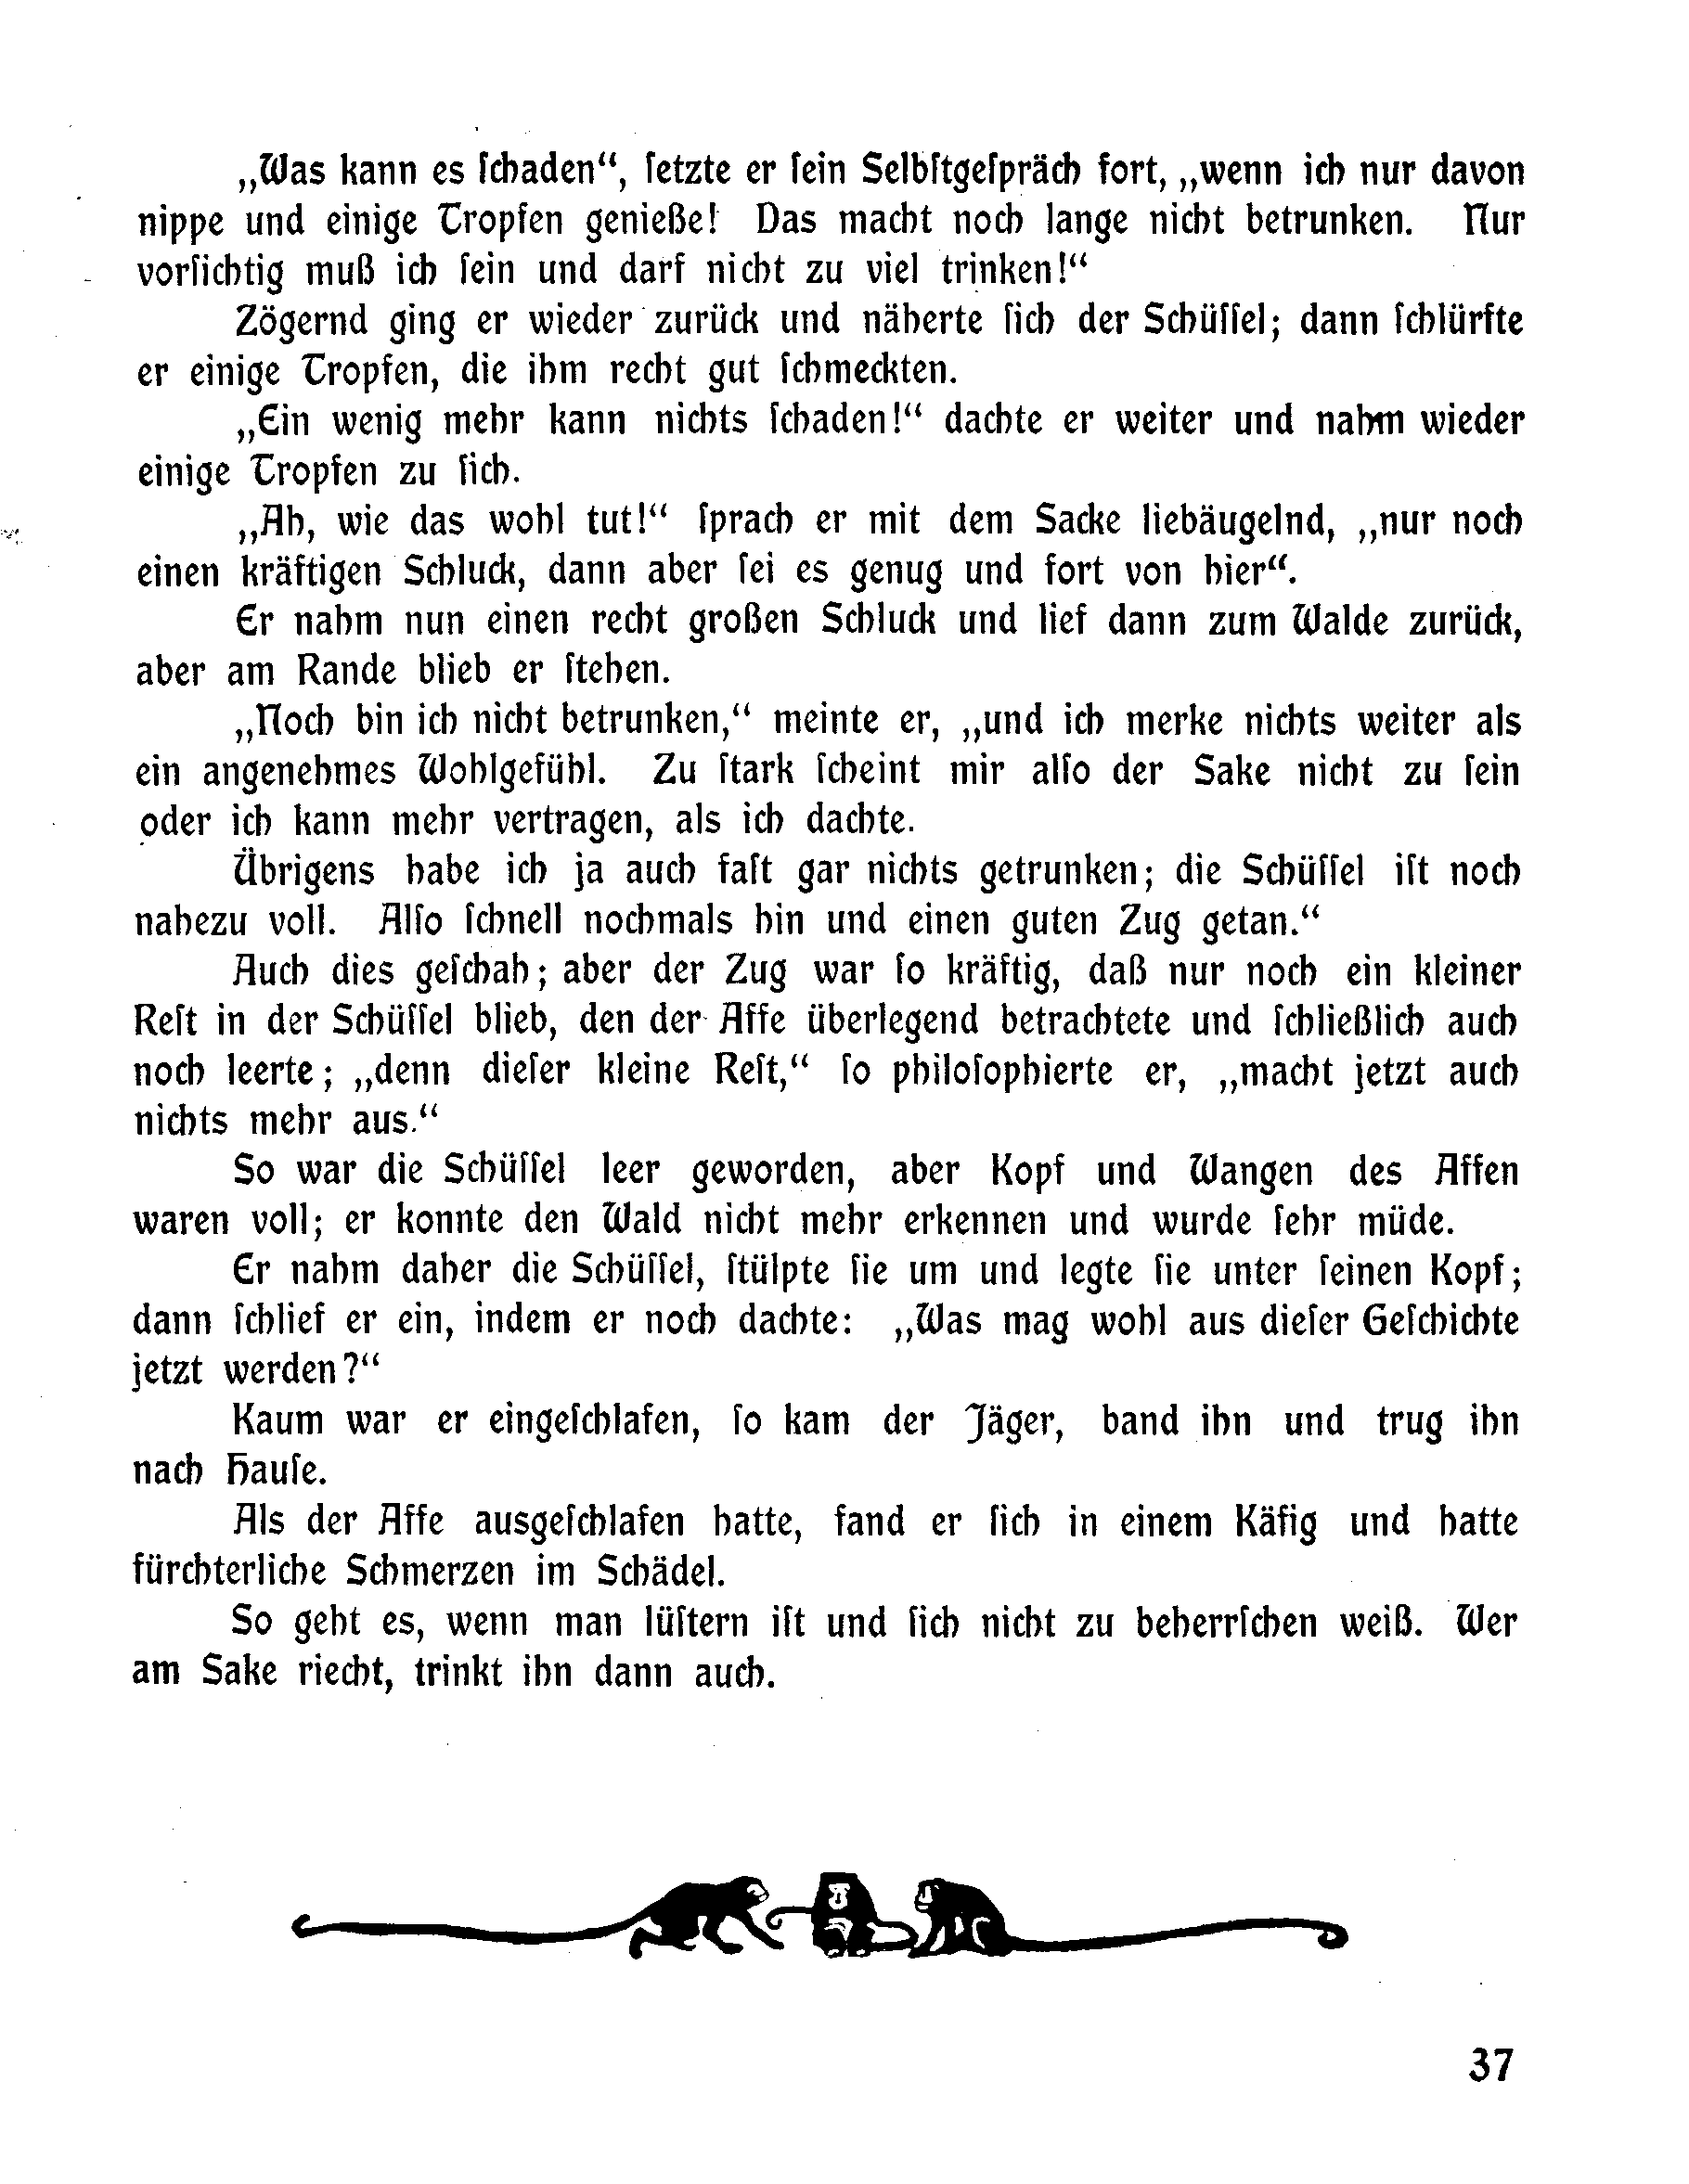 „Was kann es ſchaden“, ſetzte er ſein Selbſtgeſpräch fort, „wenn ich nur davon
nippe und einige Tropfen genieße! Das macht noch lange nicht betrunken. Nur
vorſichtig muß ich ſein und darf nicht zu viel trinken!“
Zögernd ging er wieder zurück und näherte ſich der Schüſſel; dann ſchlürfte
er einige Tropfen, die ihm recht gut ſchmeckten.
„Ein wenig mehr kann nichts ſchaden!“ dachte er weiter und nahm wieder
einige Tropfen zu ſich.
„Ah, wie das wohl tut!“ ſprach er mit dem Sacke liebäugelnd, „nur noch
einen kräftigen Schluck, dann aber ſei es genug und fort von hier“.
Er nahm nun einen recht großen Schluck und lief dann zum Walde zurück,
aber am Rande blieb er ſtehen.
„Noch bin ich nicht betrunken,“ meinte er, „und ich merke nichts weiter als
ein angenehmes Wohlgefühl. Zu ſtark ſcheint mir alſo der Sake nicht zu ſein
oder ich kann mehr vertragen, als ich dachte.
Übrigens habe ich ja auch faſt gar nichts getrunken; die Schüſſel iſt noch
nahezu voll. Alſo ſchnell nochmals hin und einen guten Zug getan.“
Auch dies geſchah; aber der Zug war ſo kräftig, daß nur noch ein kleiner
Reſt in der Schüſſel blieb, den der Affe überlegend betrachtete und ſchließlich auch
noch leerte; „denn dieſer kleine Reſt,“ ſo philoſophierte er, „macht jetzt auch
nichts mehr aus.“
So war die Schüſſel leer geworden, aber Kopf und Wangen des Affen
waren voll; er konnte den Wald nicht mehr erkennen und wurde ſehr müde.
Er nahm daher die Schüſſel, ſtülpte ſie um und legte ſie unter ſeinen Kopf;
dann ſchlief er ein, indem er noch dachte: „Was mag wohl aus dieſer Geſchichte
jetzt werden?“
Kaum war er eingeſchlafen, ſo kam der Jäger, band ihn und trug ihn
nach Hauſe.
Als der Affe ausgeſchlafen hatte, fand er ſich in einem Käfig und hatte
fürchterliche Schmerzen im Schädel.
So geht es, wenn man lüſtern iſt und ſich nicht zu beherrſchen weiß. Wer
am Sake riecht, trinkt ihn dann auch.
37